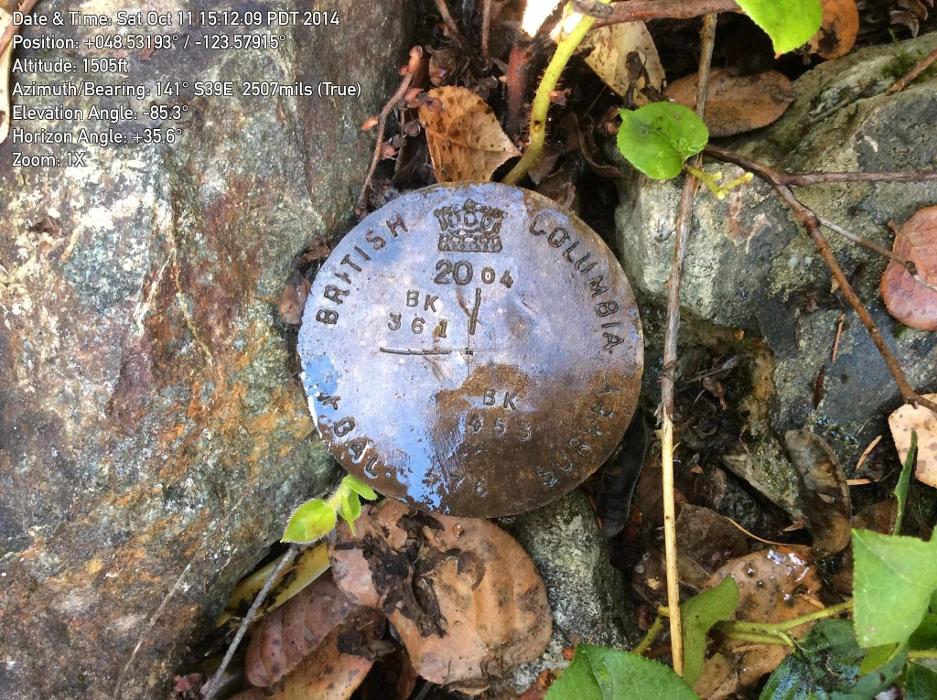 Date & Time: Sat Oct 11 15:12:09 PDT 2014
Position: +048.53193° / -123.57915°
Altitude: 1505ft
Azimuth/Bearing: 141° S39E 2507mils (True)
Elevation Angle: -85.3°
Horizon Angle: +35.6°
Zoom: 1X
BRITISH COLUMBIA
2004
BK
361
BK
453
BAL.
SURVEY